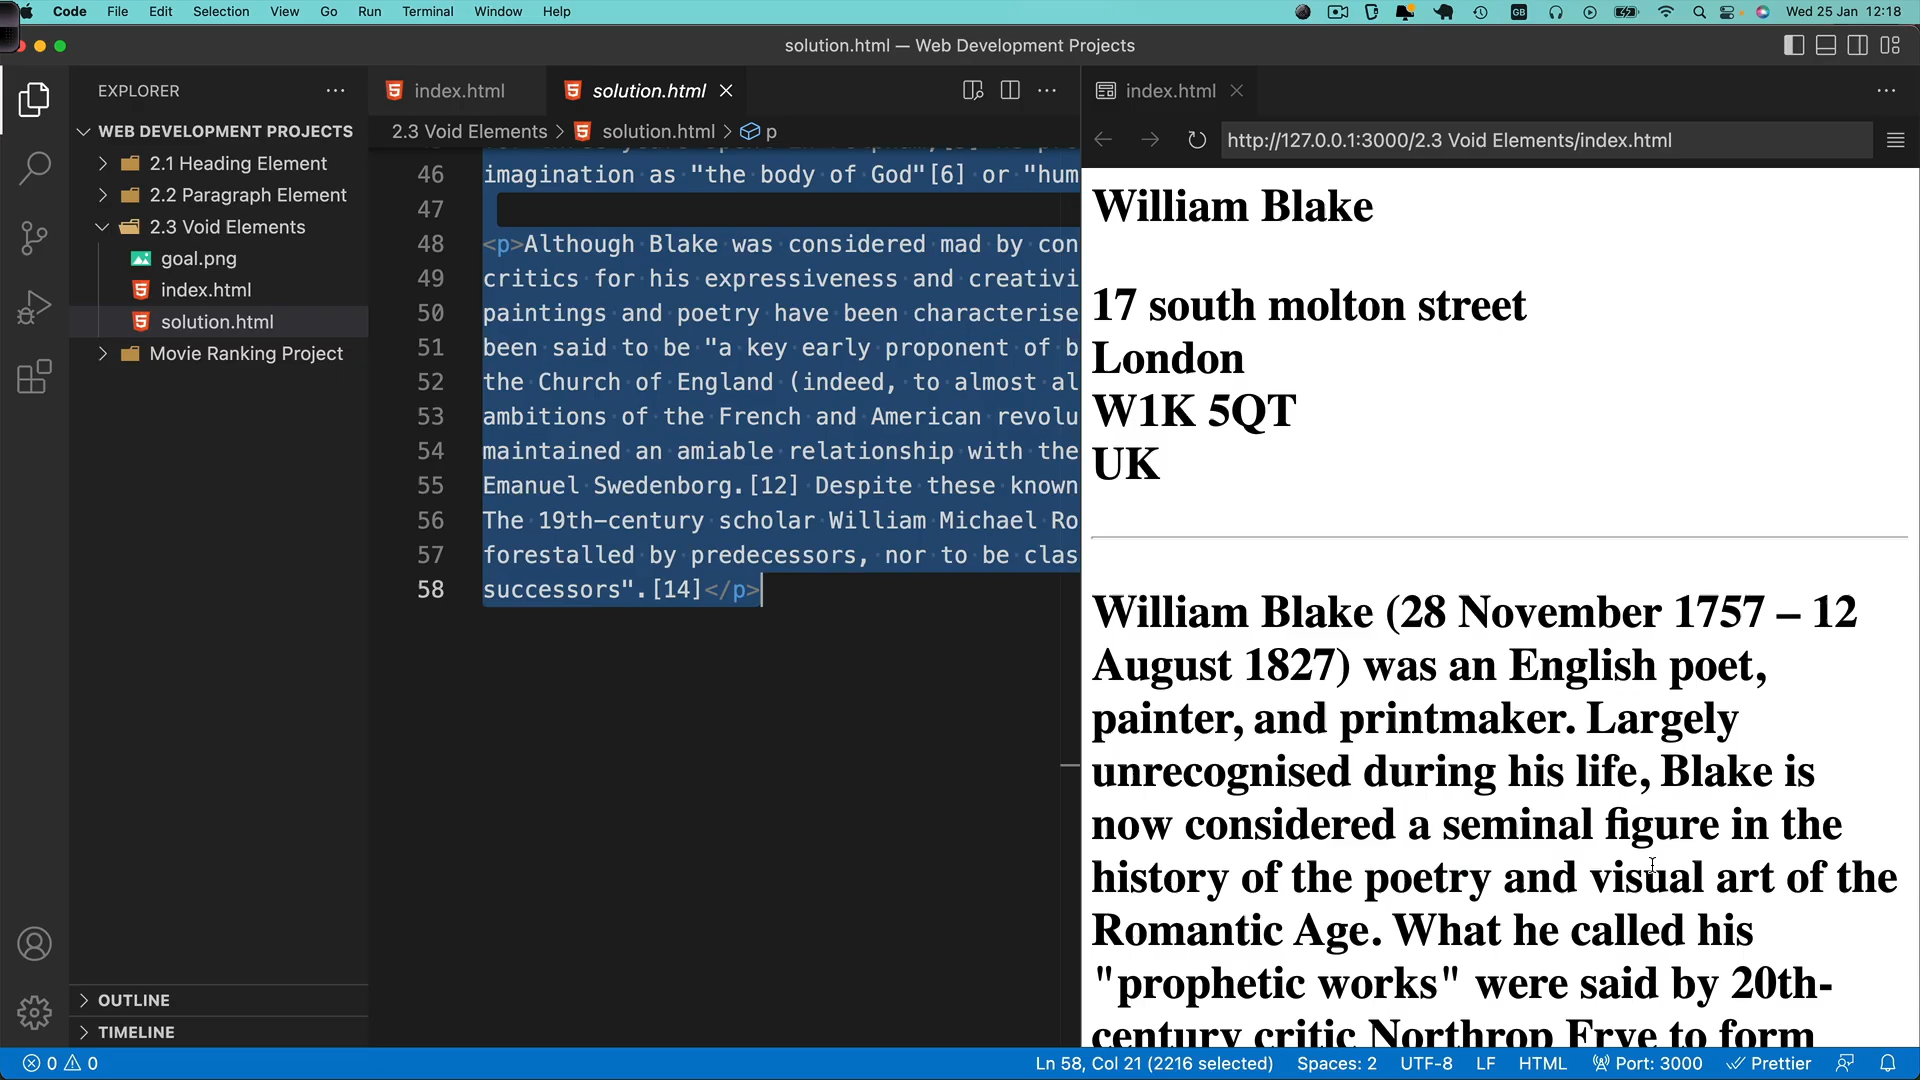 Code File Edit Selection View Go Run Terminal Window Help GB Wed 25 Jan 12:18
solution.html — Web Development Projects
EXPLORER
WEB DEVELOPMENT PROJECTS
2.1 Heading Element
2.2 Paragraph Element
2.3 Void Elements
goal.png
index.html
solution.html
Movie Ranking Project
OUTLINE
TIMELINE
index.html
solution.html
2.3 Void Elements > solution.html > p
46 imagination as "the body of God"[6] or "hum
47
48 <p>Although Blake was considered mad by con
49 critics for his expressiveness and creativi
50 paintings and poetry have been characterise
51 been said to be "a key early proponent of b
52 the Church of England (indeed, to almost al
53 ambitions of the French and American revolu
54 maintained an amiable relationship with the
55 Emanuel Swedenborg.[12] Despite these known
56 The 19th-century scholar William Michael Ro
57 forestalled by predecessors, nor to be clas
58 successors".[14]</p>
index.html
http://127.0.0.1:3000/2.3 Void Elements/index.html
William Blake
17 south molton street
London
W1K 5QT
UK
William Blake (28 November 1757 – 12
August 1827) was an English poet,
painter, and printmaker. Largely
unrecognised during his life, Blake is
now considered a seminal figure in the
history of the poetry and visual art of the
Romantic Age. What he called his
"prophetic works" were said by 20th-
century critic Northrop Frye to form
0 0 Ln 58, Col 21 (2216 selected) Spaces: 2 UTF-8 LF HTML Port: 3000 Prettier